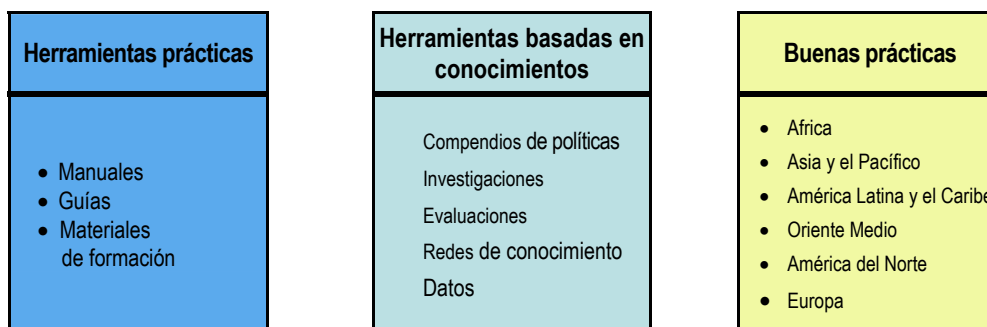 Herramientas prácticas
• Manuales
• Guías
• Materiales
de formación
Herramientas basadas en
conocimientos
Compendios de políticas
Investigaciones
Evaluaciones
Redes de conocimiento
Datos
Buenas prácticas
• Africa
• Asia y el Pacífico
• América Latina y el Caribe
• Oriente Medio
• América del Norte
• Europa